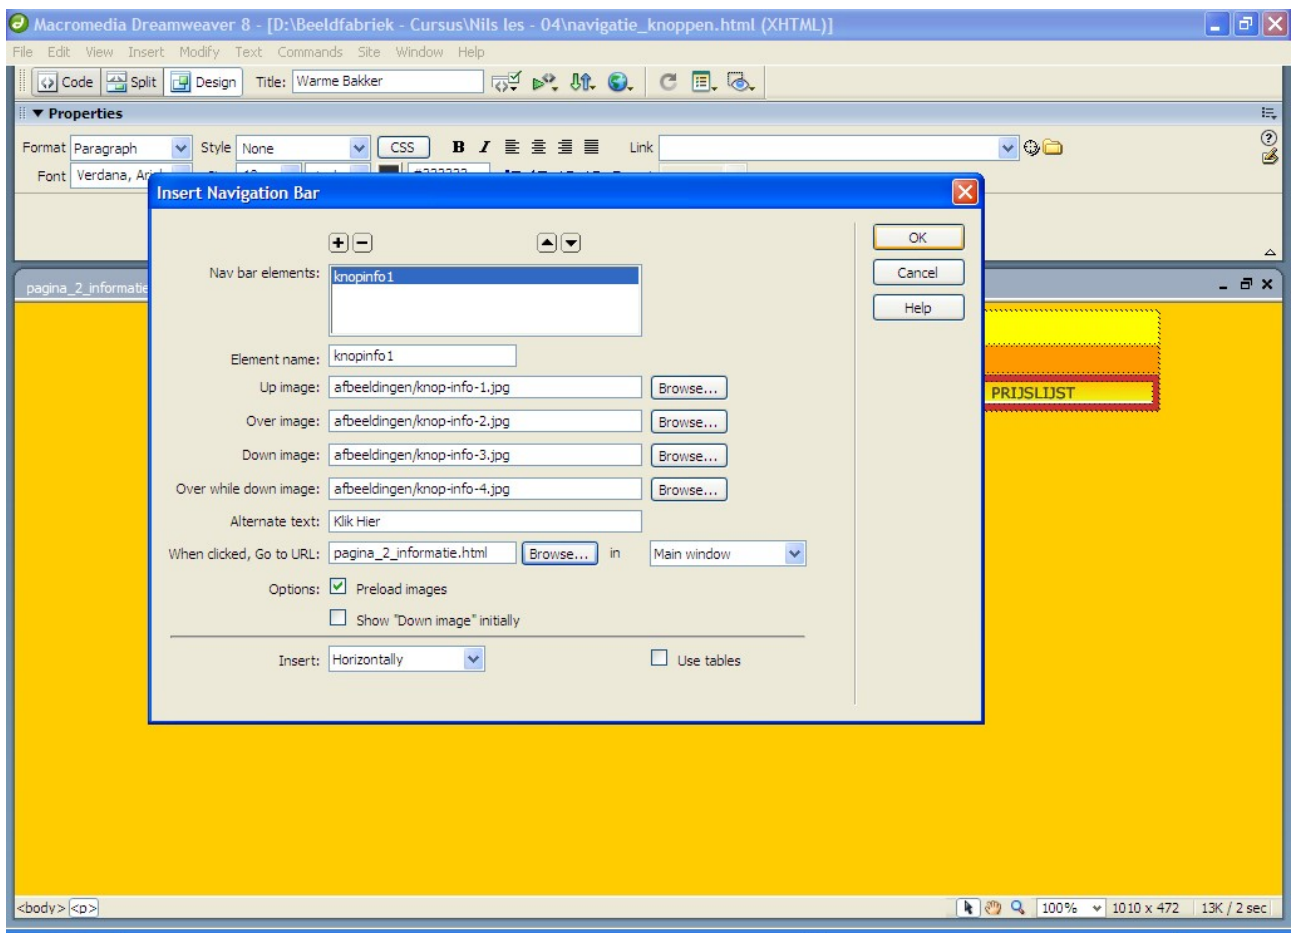 Macromedia Dreamweaver 8 - [D:\Beeldfabriek - Cursus\Nils les - 04\navigatie_knoppen.html (XHTML)]
File Edit View Insert Modify Text Commands Site Window Help
Code Split Design Title: Warme Bakker
Properties
Format Paragraph Style None CSS B I Link
Font Verdana,
Insert Navigation Bar
OK
Nav bar elements: knopinfo1 Cancel
pagina_2_informatie
Help
Element name: knopinfo1
Up image: afbeeldingen/knop-info-1.jpg Browse... PRIJSLIJST
Over image: afbeeldingen/knop-info-2.jpg Browse...
Down image: afbeeldingen/knop-info-3.jpg Browse...
Over while down image: afbeeldingen/knop-info-4.jpg Browse...
Alternate text: Klik Hier
When clicked, Go to URL: pagina_2_informatie.html Browse... in Main window
Options: Preload images
Show "Down image" initially
Insert: Horizontally Use tables
<body> <p> 100% 1010 x 472 13K / 2 sec